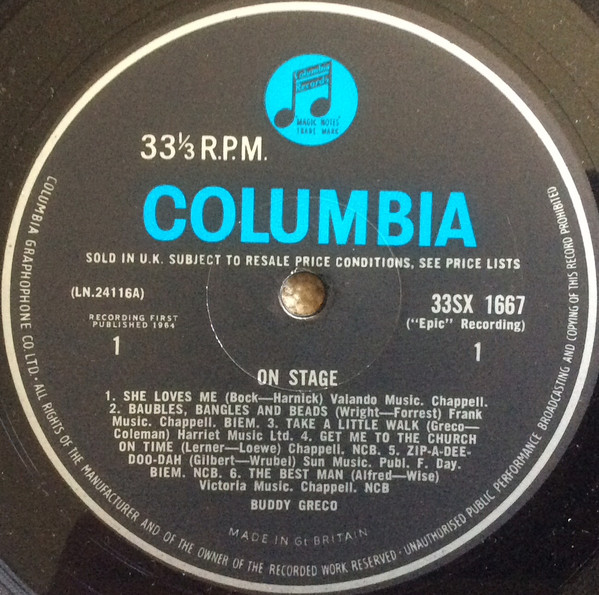 Columbia
Records
'MAGIC NOTES'
TRADE MARK
33⅓ R.P.M.
COLUMBIA
SOLD IN U.K. SUBJECT TO RESALE PRICE CONDITIONS, SEE PRICE LISTS
(LN.24116A)
33SX 1667
RECORDING FIRST
PUBLISHED 1964
("Epic" Recording)
1
1
ON STAGE
1. SHE LOVES ME (Bock—Harnick) Valando Music. Chappell.
2. BAUBLES, BANGLES AND BEADS (Wright—Forrest) Frank
Music. Chappell. BIEM. 3. TAKE A LITTLE WALK (Greco—
Coleman) Harriet Music Ltd. 4. GET ME TO THE CHURCH
ON TIME (Lerner—Loewe) Chappell. NCB. 5. ZIP-A-DEE-
DOO-DAH (Gilbert—Wrubel) Sun Music. Publ. F. Day.
BIEM. NCB. 6. THE BEST MAN (Alfred—Wise)
Victoria Music. Chappell. NCB
BUDDY GRECO
MADE IN Gt BRITAIN
COLUMBIA GRAPHOPHONE CO. LTD. · ALL RIGHTS OF THE MANUFACTURER AND OF THE OWNER OF THE RECORDED WORK RESERVED · UNAUTHORISED PUBLIC PERFORMANCE BROADCASTING AND COPYING OF THIS RECORD PROHIBITED